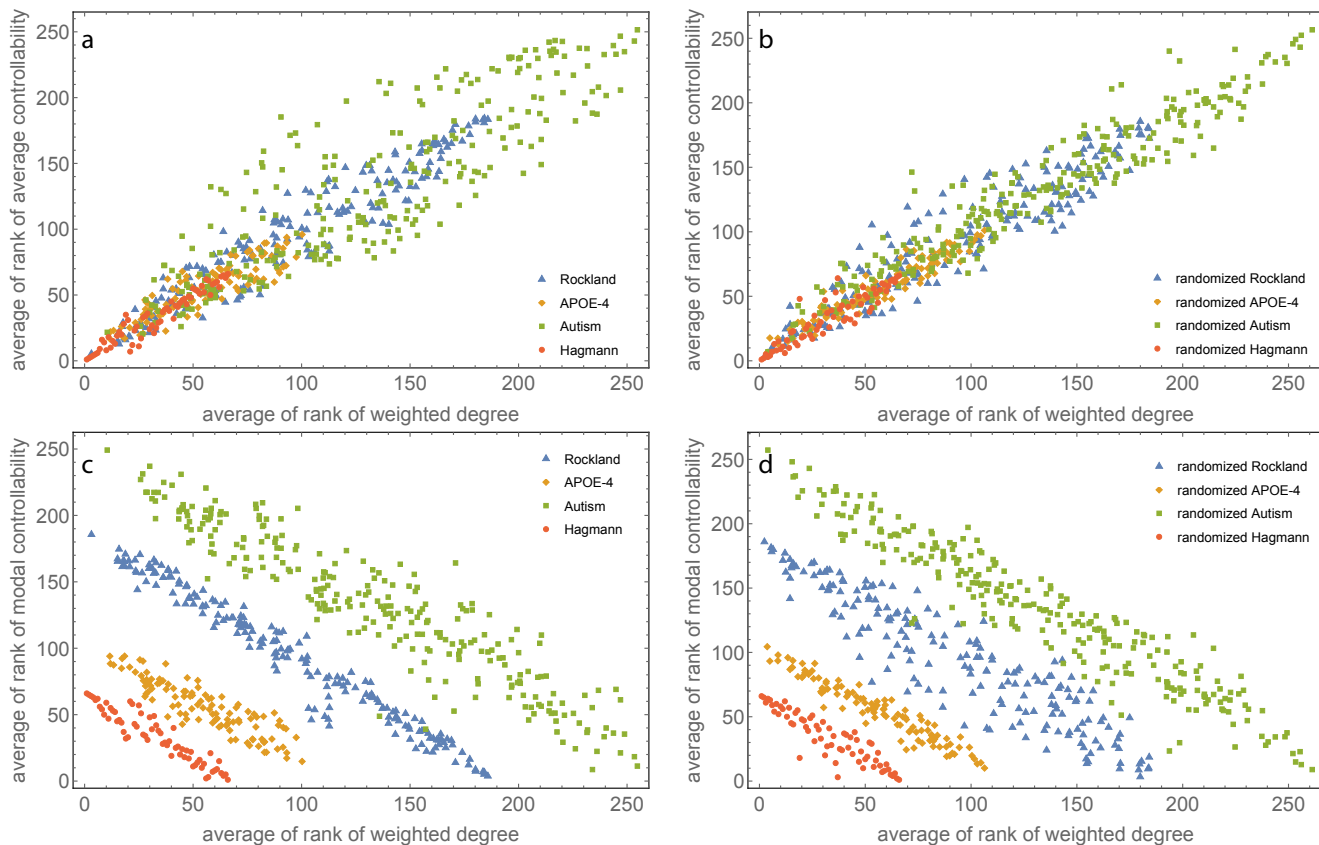 a
average of rank of average controllability
250
200
150
100
50
0
0 50 100 150 200 250
average of rank of weighted degree
Rockland
APOE-4
Autism
Hagmann
b
average of rank of average controllability
250
200
150
100
50
0
0 50 100 150 200 250
average of rank of weighted degree
randomized Rockland
randomized APOE-4
randomized Autism
randomized Hagmann
c
average of rank of modal controllability
250
200
150
100
50
0
0 50 100 150 200 250
average of rank of weighted degree
Rockland
APOE-4
Autism
Hagmann
d
average of rank of modal controllability
250
200
150
100
50
0
0 50 100 150 200 250
average of rank of weighted degree
randomized Rockland
randomized APOE-4
randomized Autism
randomized Hagmann